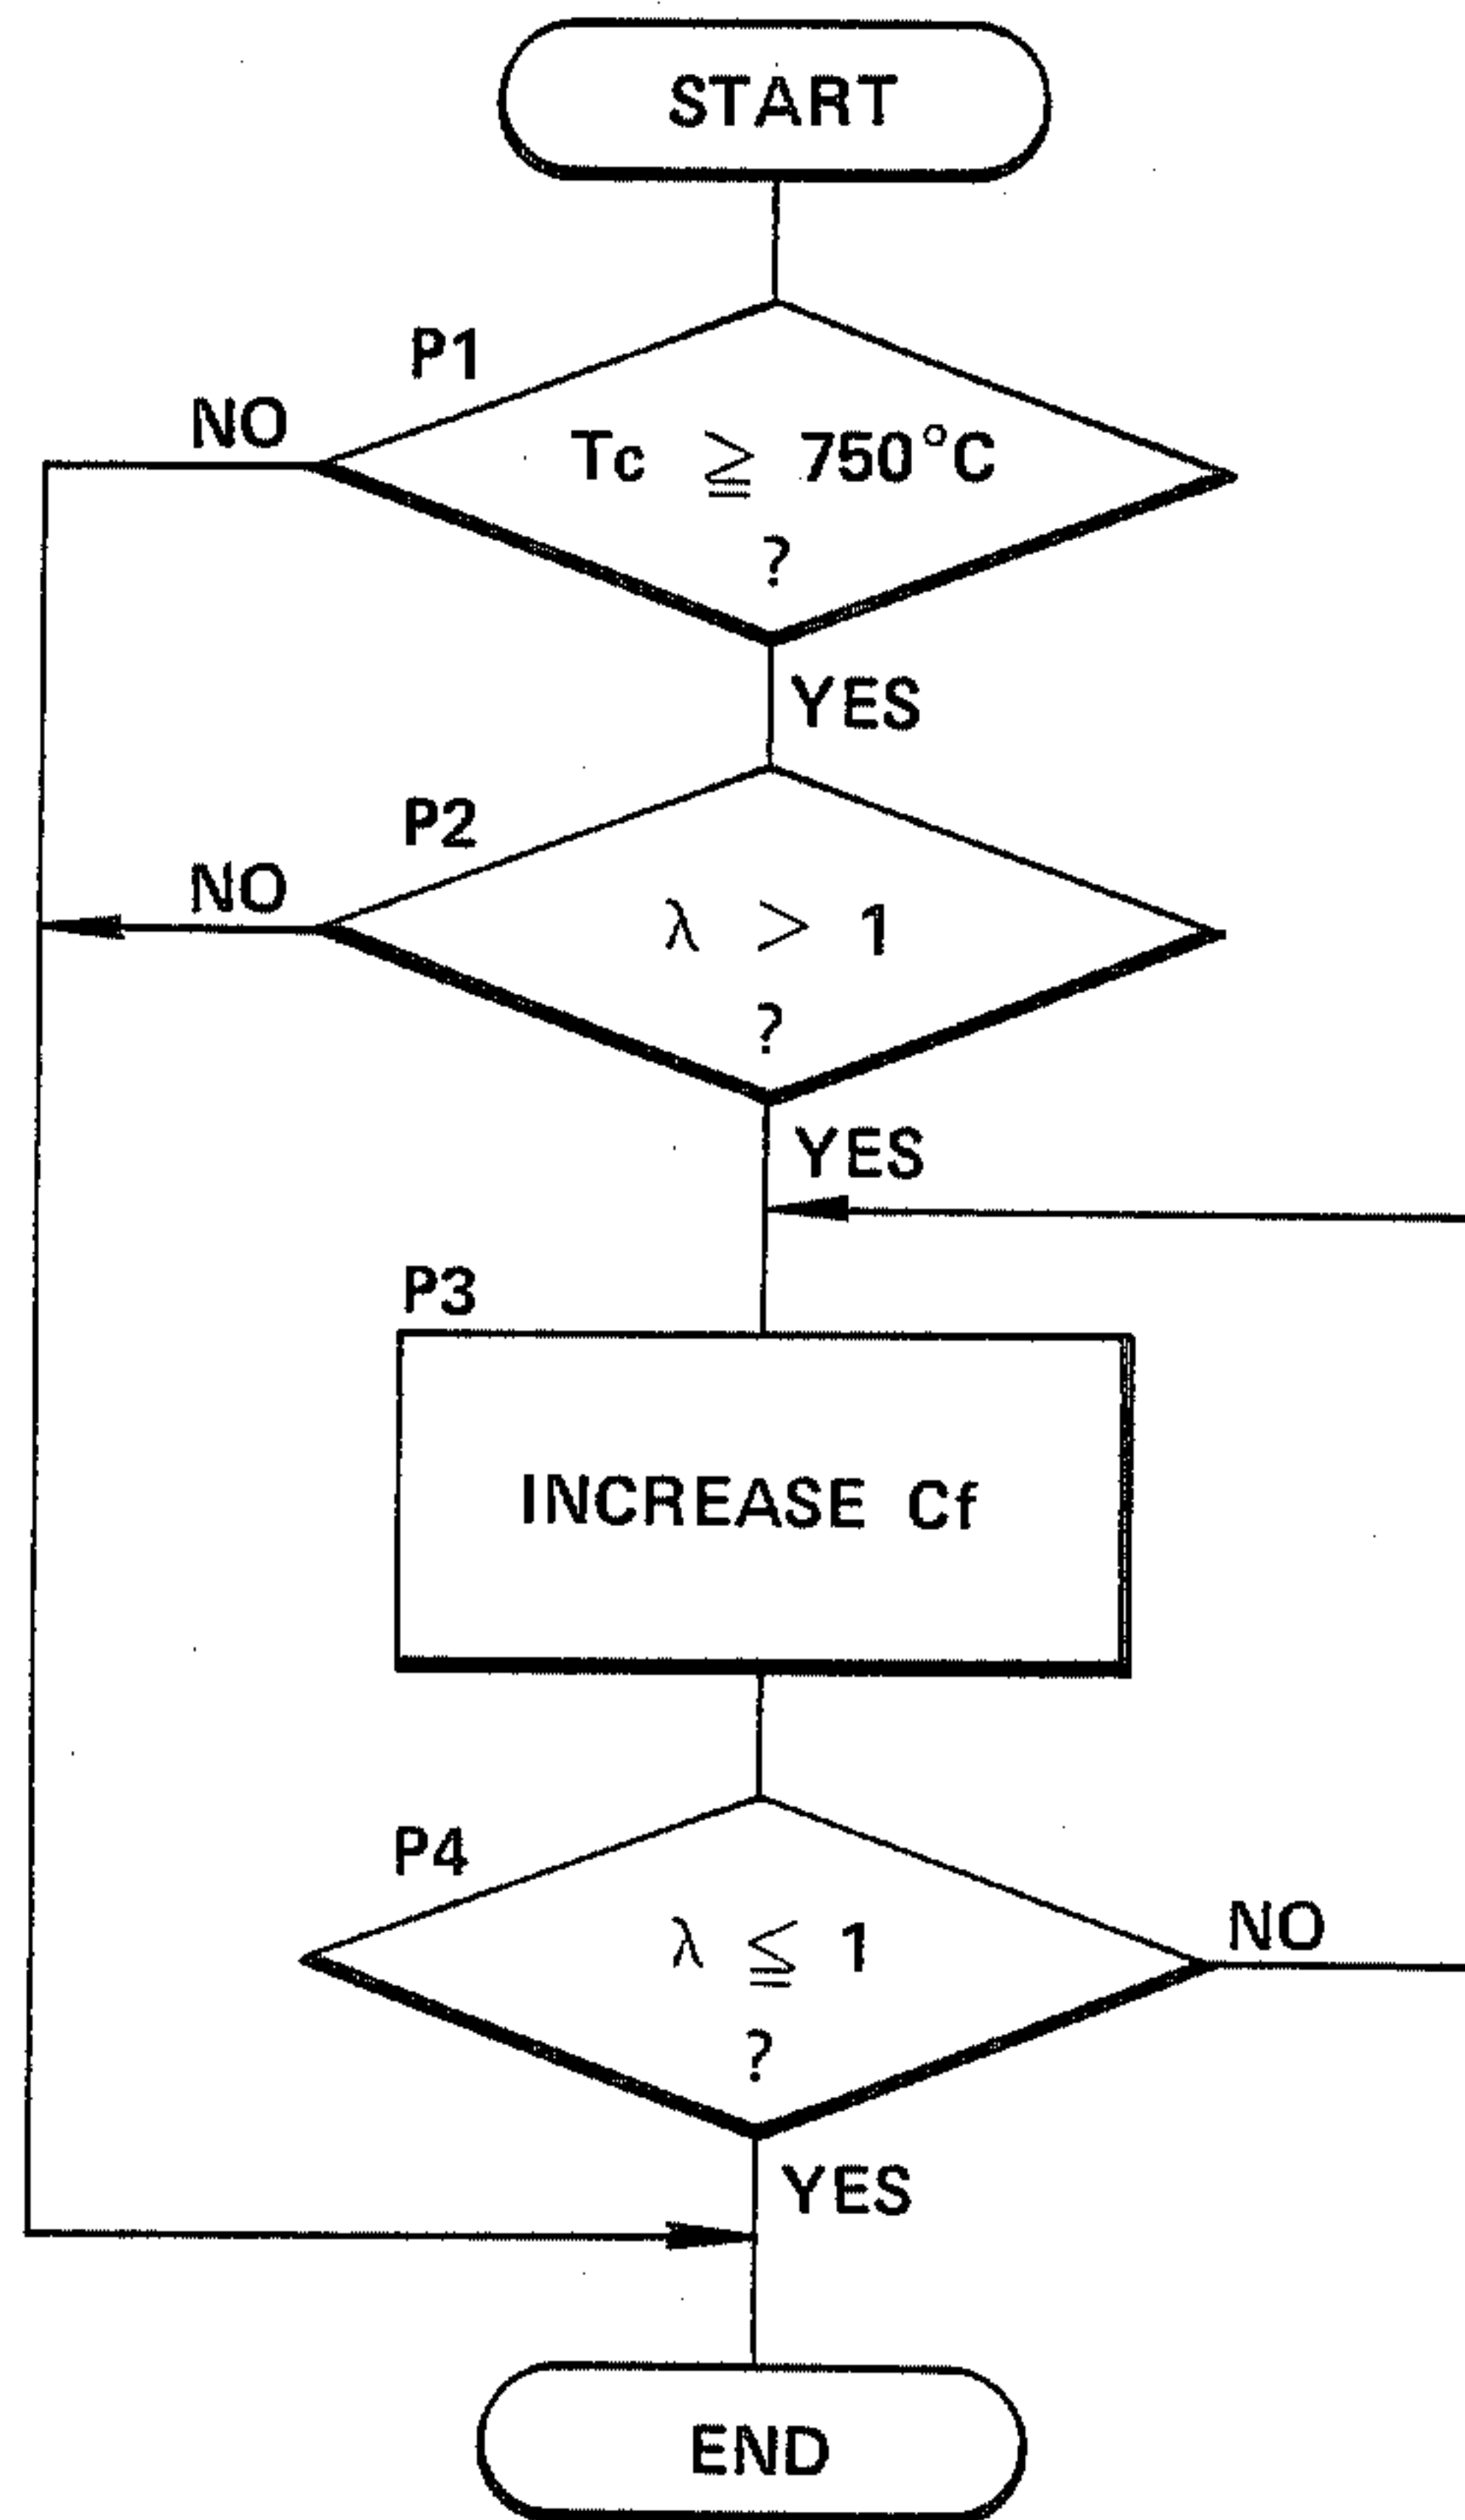 START
P1
NO
Tc ≧ 750°C
?
YES
P2
NO
λ > 1
?
YES
P3
INCREASE Cf
P4
λ ≦ 1
?
NO
YES
END